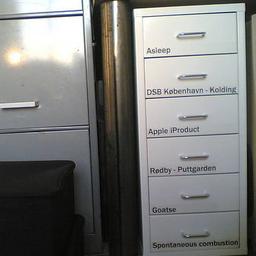 Asleep
DSB København - Kolding
Apple iProduct
Rødby - Puttgarden
Goatse
Spontaneous combustion